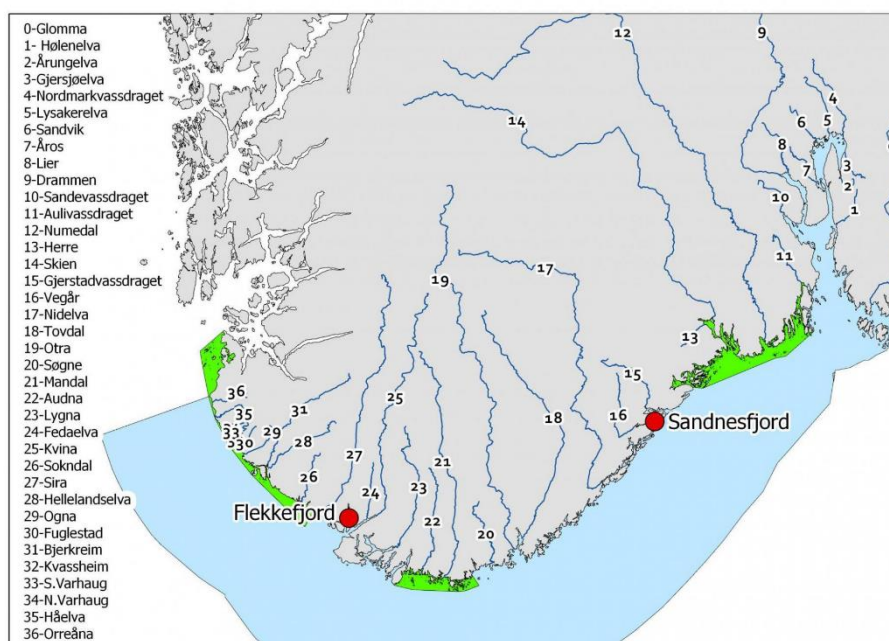 0-Glomma
1- Hølenelva
2-Årungelva
3-Gjersjøelva
4-Nordmarkvassdraget
5-Lysakerelva
6-Sandvik
7-Åros
8-Lier
9-Drammen
10-Sandevassdraget
11-Aulivassdraget
12-Numedal
13-Herre
14-Skien
15-Gjerstadvassdraget
16-Vegår
17-Nidelva
18-Tovdal
19-Otra
20-Søgne
21-Mandal
22-Audna
23-Lygna
24-Fedaelva
25-Kvina
26-Sokndal
27-Sira
28-Hellelandselva
29-Ogna
30-Fuglestad
31-Bjerkreim
32-Kvassheim
33-S.Varhaug
34-N.Varhaug
35-Håelva
36-Orreåna
12
9
4
14
6
5
8
3
7
2
10
1
11
17
19
13
15
36
35
31
25
16
18
Sandnesfjord
33
29
30
28
27
21
26
24
23
Flekkefjord
22
20